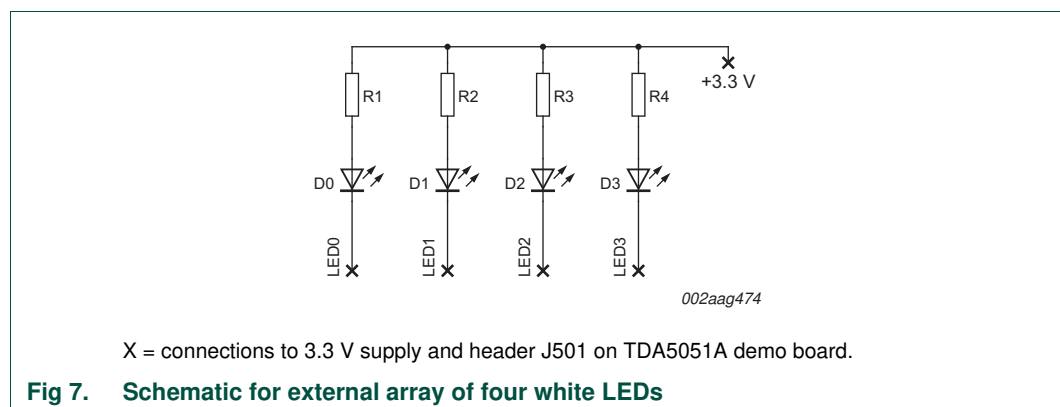 +3.3 V
R1 R2 R3 R4
D0 D1 D2 D3
LED0 LED1 LED2 LED3
002aag474
X = connections to 3.3 V supply and header J501 on TDA5051A demo board.
Fig 7. Schematic for external array of four white LEDs